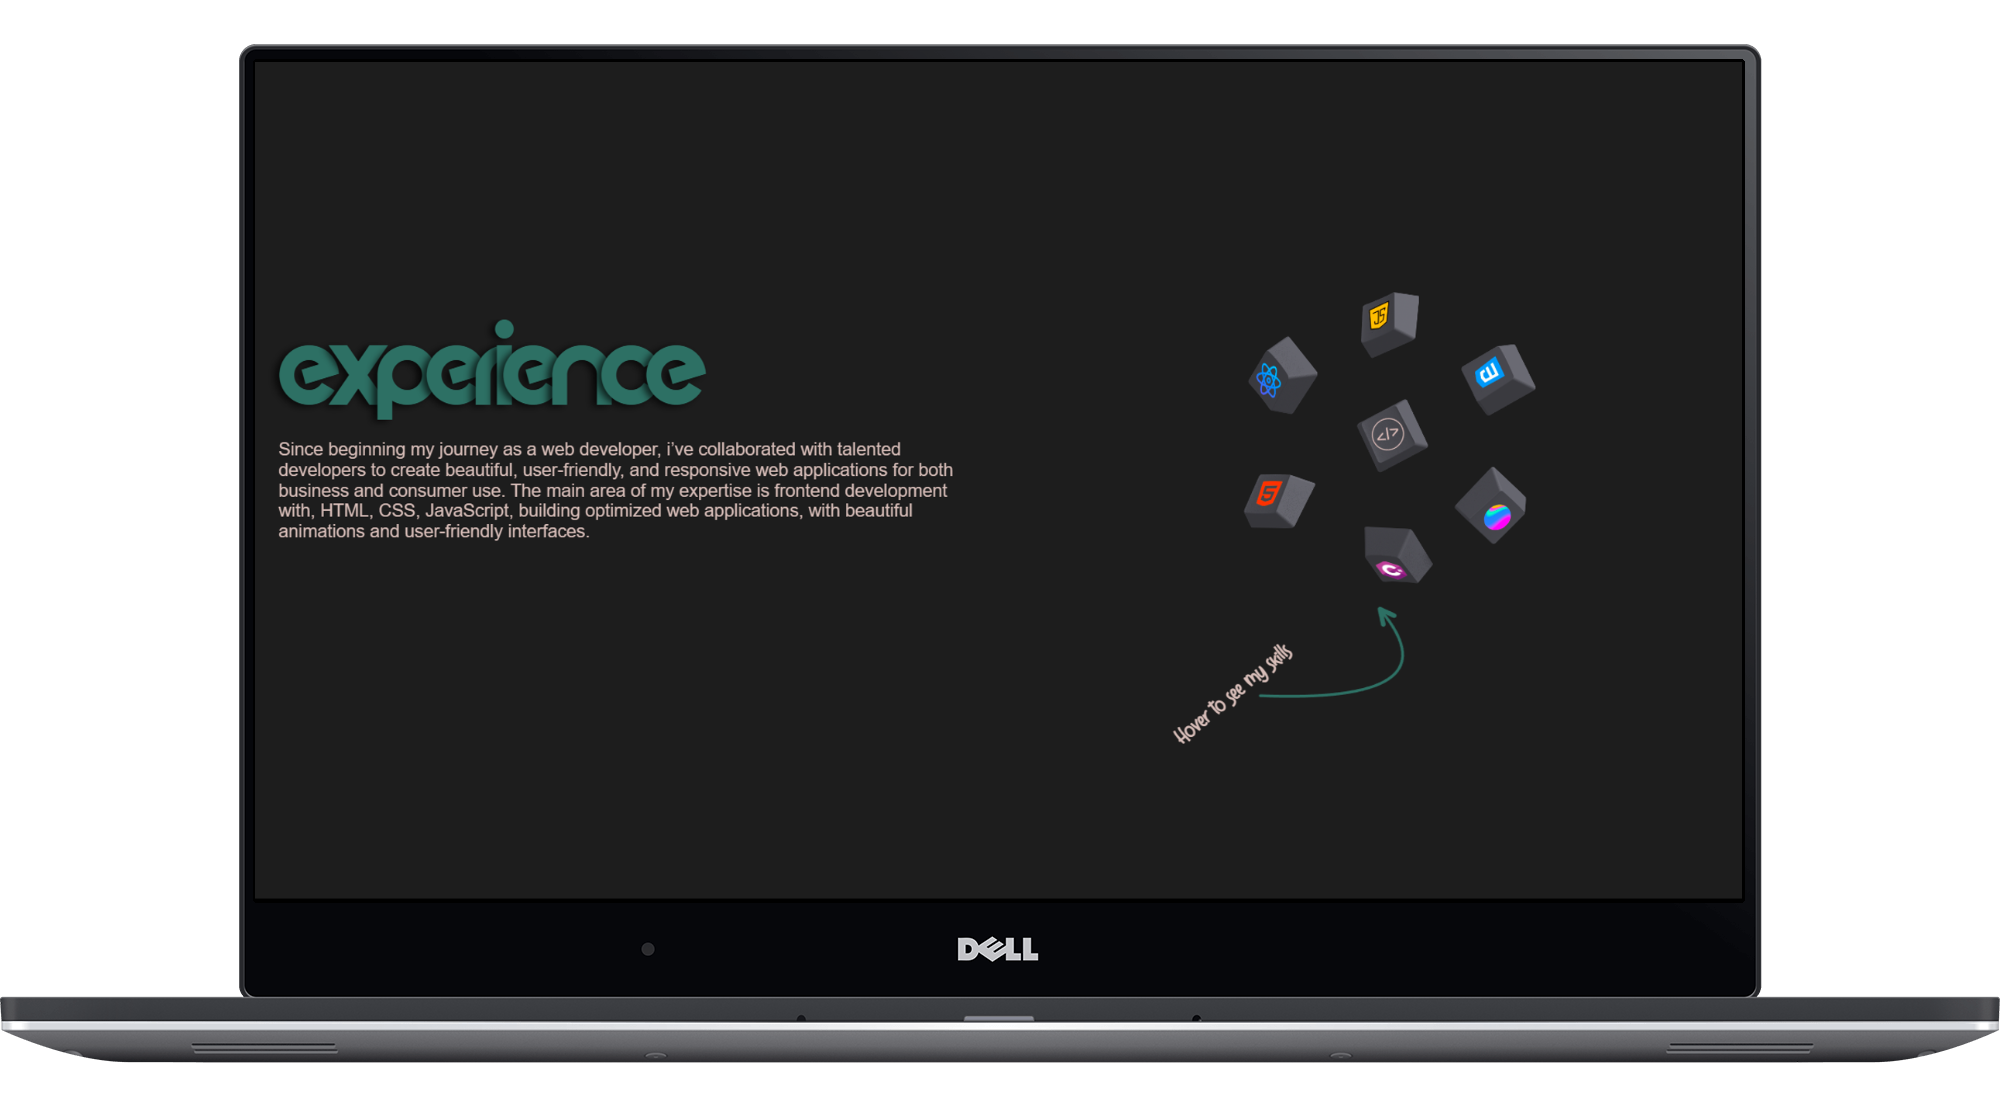 experience
Since beginning my journey as a web developer, i've collaborated with talented
developers to create beautiful, user-friendly, and responsive web applications for both
business and consumer use. The main area of my expertise is frontend development
with, HTML, CSS, JavaScript, building optimized web applications, with beautiful
animations and user-friendly interfaces.
JS
</>
5
C
Hover to see my skills
DELL